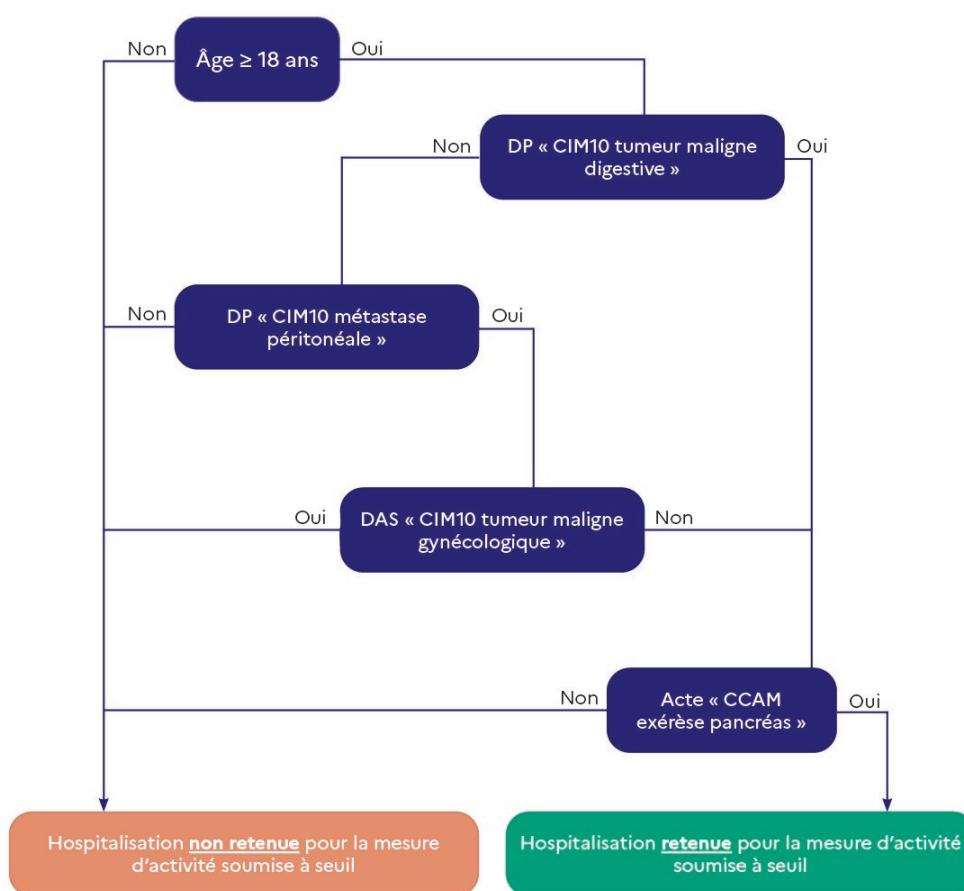 Non
Âge ≥ 18 ans
Oui
Non
DP « CIM10 tumeur maligne
digestive »
Oui
Non
DP « CIM10 métastase
péritonéale »
Oui
Oui
DAS « CIM10 tumeur maligne
gynécologique »
Non
Non
Acte « CCAM
exérèse pancréas »
Oui
Hospitalisation non retenue pour la mesure
d’activité soumise à seuil
Hospitalisation retenue pour la mesure d’activité
soumise à seuil